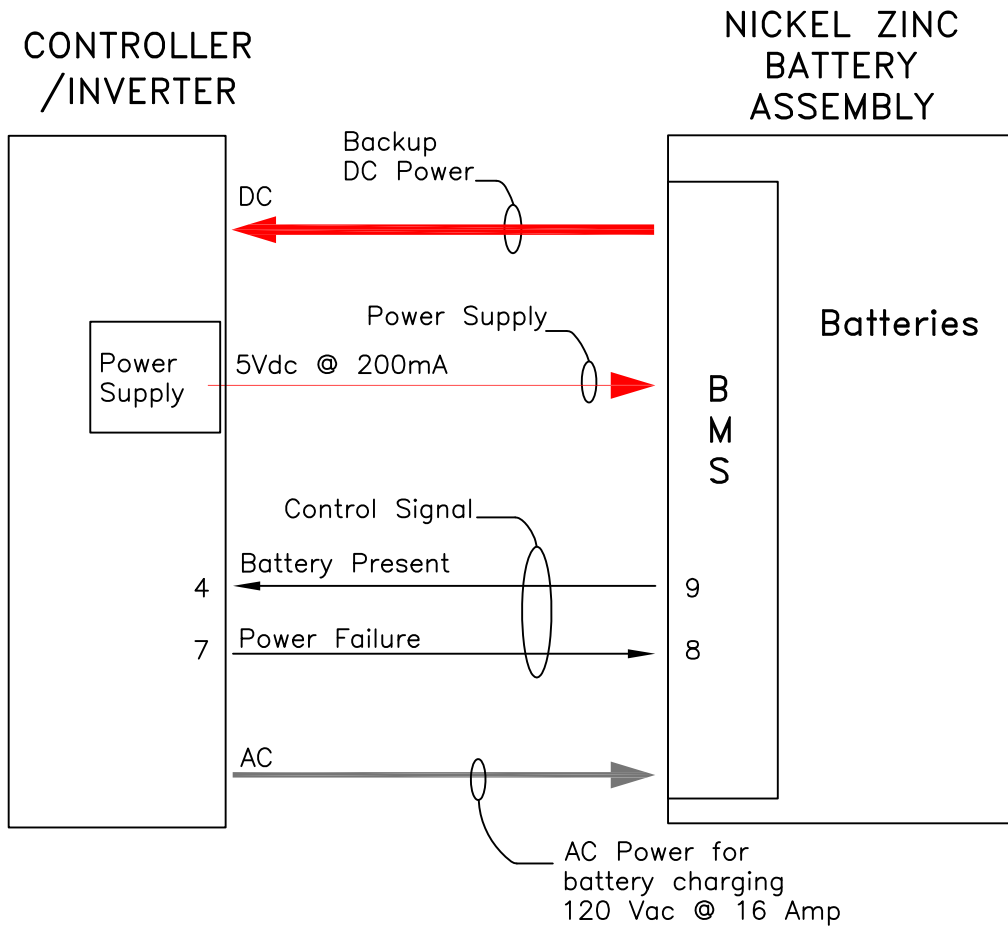 CONTROLLER
/INVERTER
NICKEL ZINC
BATTERY
ASSEMBLY
Backup
DC Power
DC
Power Supply
Batteries
Power
Supply
5Vdc @ 200mA
B
M
S
Control Signal
Battery Present
4
9
Power Failure
7
8
AC
AC Power for
battery charging
120 Vac @ 16 Amp